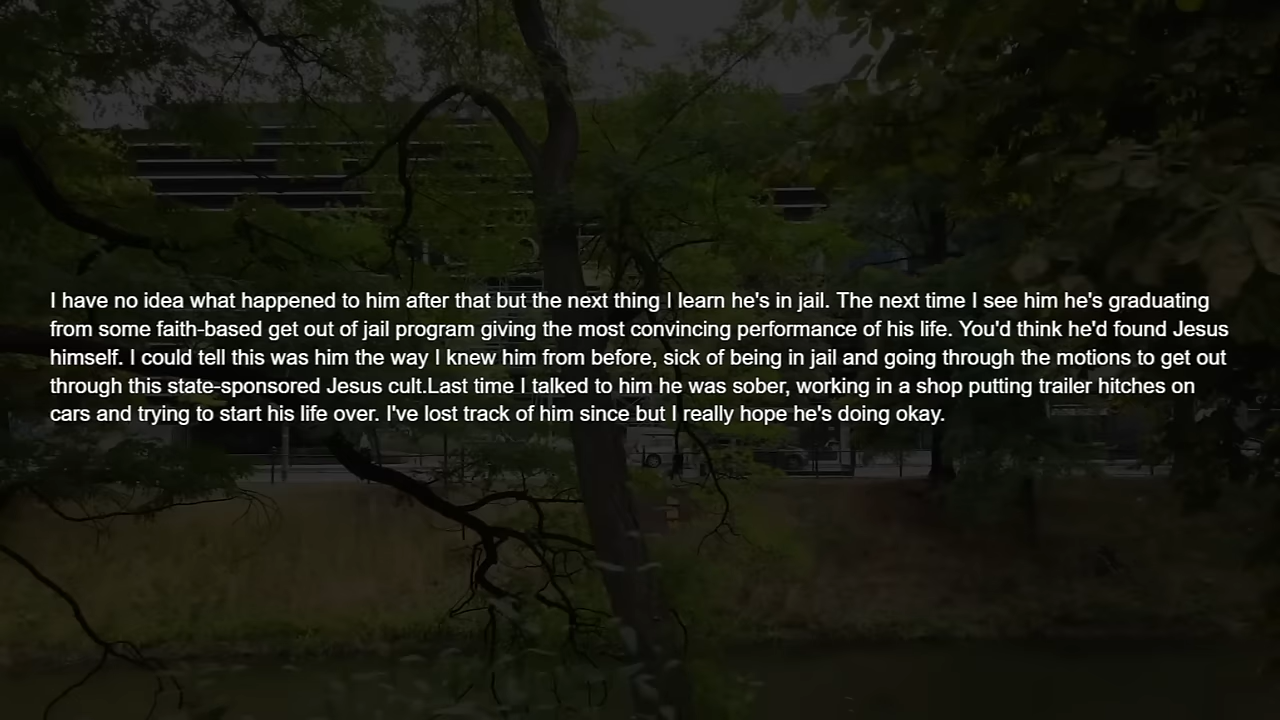 I have no idea what happened to him after that but the next thing I learn he's in jail. The next time I see him he's graduating
from some faith-based get out of jail program giving the most convincing performance of his life. You'd think he'd found Jesus
himself. I could tell this was him the way I knew him from before, sick of being in jail and going through the motions to get out
through this state-sponsored Jesus cult.Last time I talked to him he was sober, working in a shop putting trailer hitches on
cars and trying to start his life over. I've lost track of him since but I really hope he's doing okay.